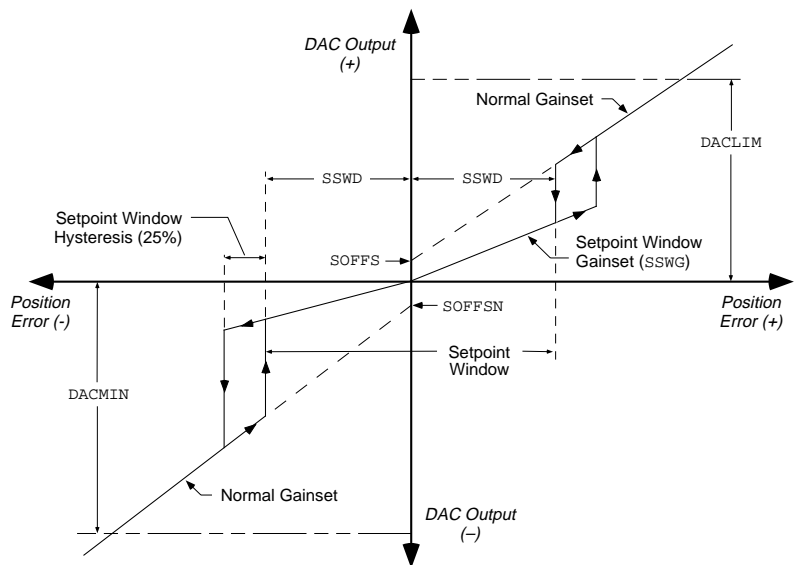 DAC Output
(+)
Normal Gainset
DACLIM
SSWD
SSWD
Setpoint Window
Hysteresis (25%)
Setpoint Window
Gainset (SSWG)
SOFFS
Position
Error (-)
SOFFSN
Position
Error (+)
Setpoint
Window
DACMIN
Normal Gainset
DAC Output
(–)